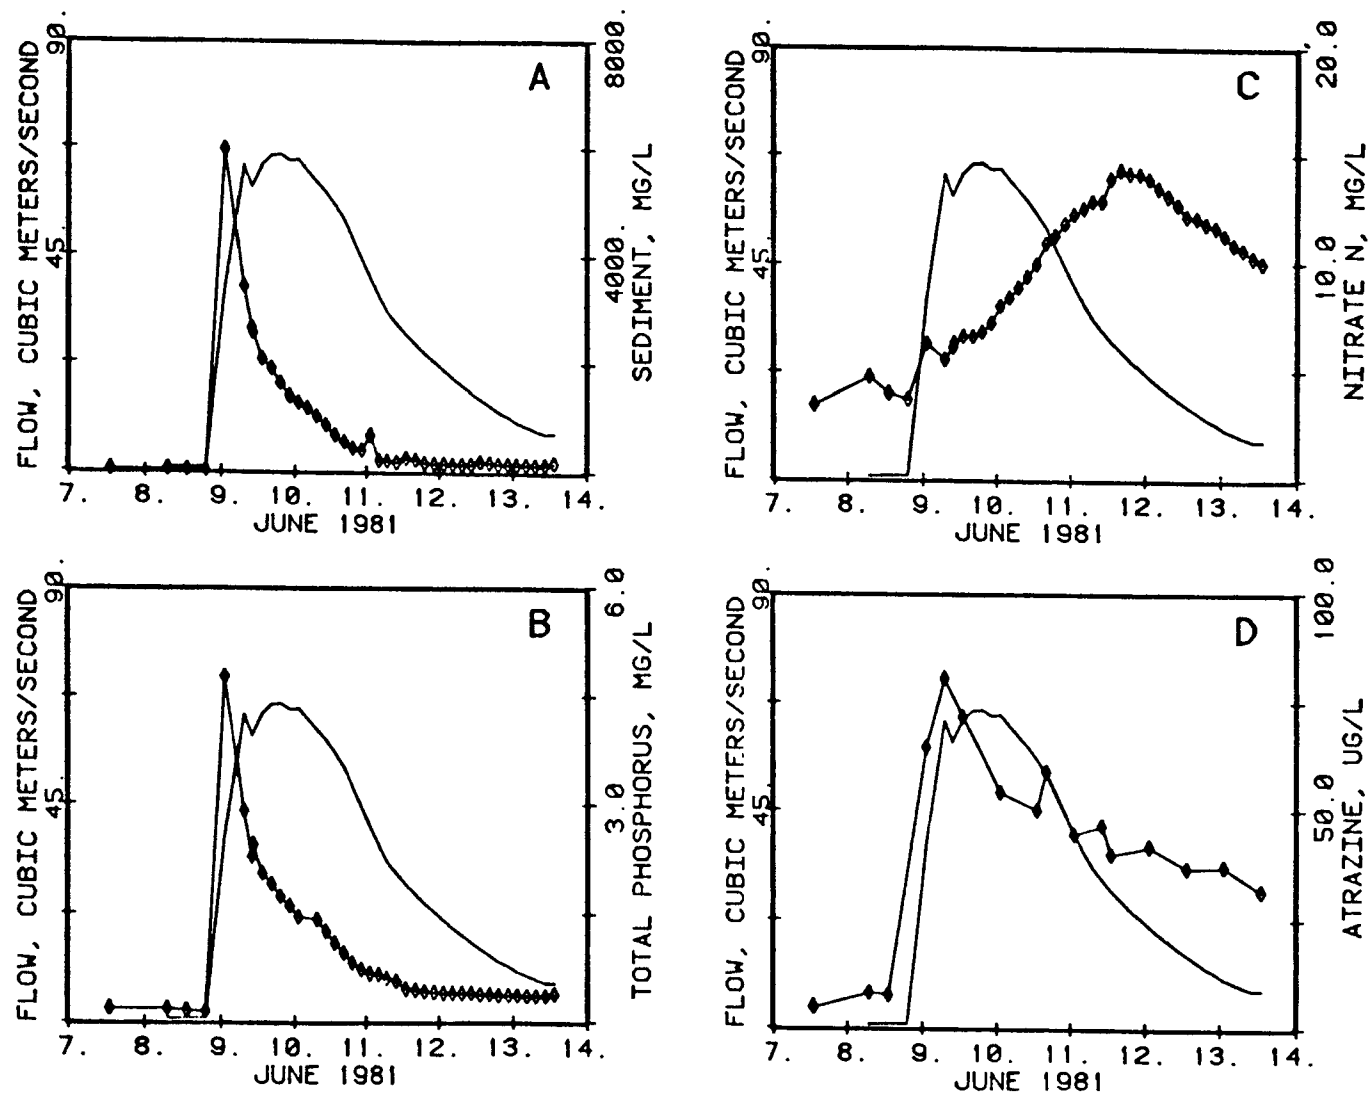 A
FLOW, CUBIC METERS/SECOND
90.
45.
8000.
4000.
SEDIMENT, MG/L
7. 8. 9. 10. 11. 12. 13. 14.
JUNE 1981
C
FLOW, CUBIC METERS/SECOND
90.
45.
20.0
10.0
NITRATE N, MG/L
7. 8. 9. 10. 11. 12. 13. 14.
JUNE 1981
B
FLOW, CUBIC METERS/SECOND
90.
45.
6.0
3.0
TOTAL PHOSPHORUS, MG/L
7. 8. 9. 10. 11. 12. 13. 14.
JUNE 1981
D
FLOW, CUBIC METERS/SECOND
90.
45.
100.0
50.0
ATRAZINE, UG/L
7. 8. 9. 10. 11. 12. 13. 14.
JUNE 1981